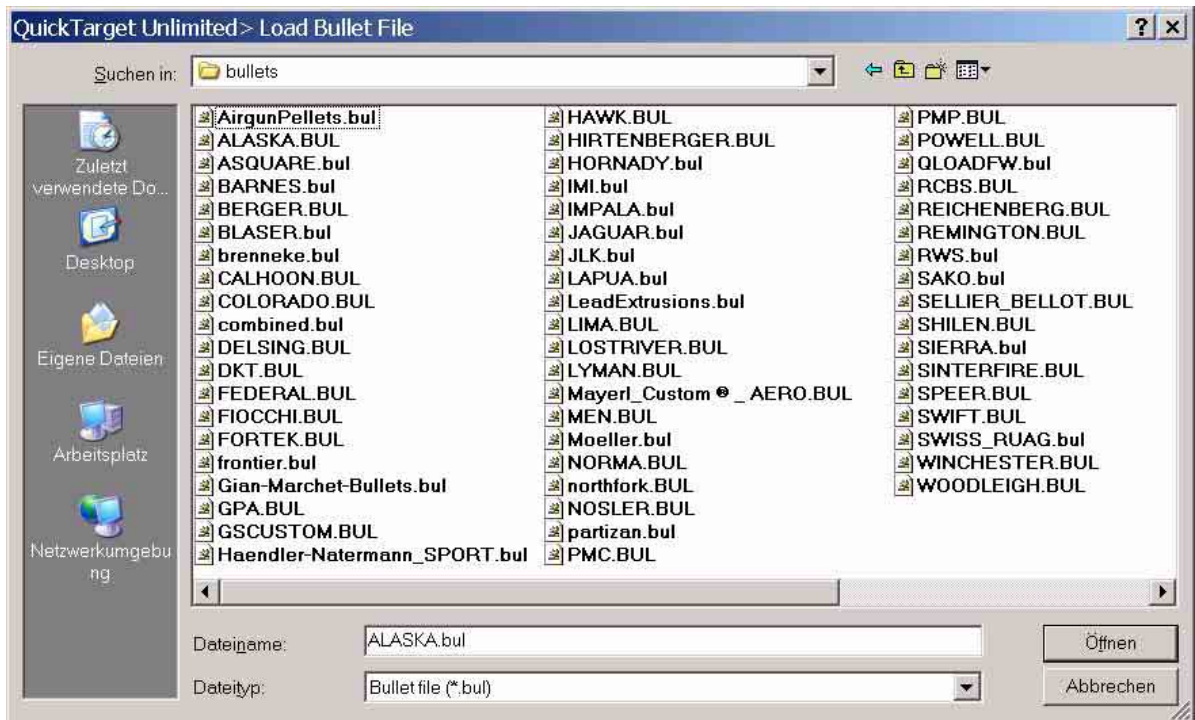 QuickTarget Unlimited> Load Bullet File
Suchen in:
bullets
Zuletzt
verwendete Do...
Desktop
Eigene Dateien
Arbeitsplatz
Netzwerkumgebu
ng
AirgunPellets.bul
ALASKA.BUL
ASQUARE.bul
BARNES.bul
BERGER.BUL
BLASER.bul
brenneke.bul
CALHOON.BUL
COLORADO.BUL
combined.bul
DELSING.BUL
DKT.BUL
FEDERAL.BUL
FIOCCHI.BUL
FORTEK.BUL
frontier.bul
Gian-Marchet-Bullets.bul
GPA.BUL
GSCUSTOM.BUL
Haendler-Natermann_SPORT.bul
HAWK.BUL
HIRTENBERGER.BUL
HORNADY.bul
IMI.bul
IMPALA.bul
JAGUAR.bul
JLK.bul
LAPUA.bul
LeadExtrusions.bul
LIMA.BUL
LOSTRIVER.BUL
LYMAN.BUL
Mayerl_Custom ® _ AERO.BUL
MEN.BUL
Moeller.bul
NORMA.BUL
northfork.BUL
NOSLER.BUL
partizan.bul
PMC.BUL
PMP.BUL
POWELL.BUL
QLOADFW.bul
RCBS.BUL
REICHENBERG.BUL
REMINGTON.BUL
RWS.bul
SAKO.bul
SELLIER_BELLOT.BUL
SHILEN.BUL
SIERRA.bul
SINTERFIRE.BUL
SPEER.BUL
SWIFT.BUL
SWISS_RUAG.bul
WINCHESTER.BUL
WOODLEIGH.BUL
Dateiname:
ALASKA.bul
Öffnen
Dateityp:
Bullet file (*.bul)
Abbrechen